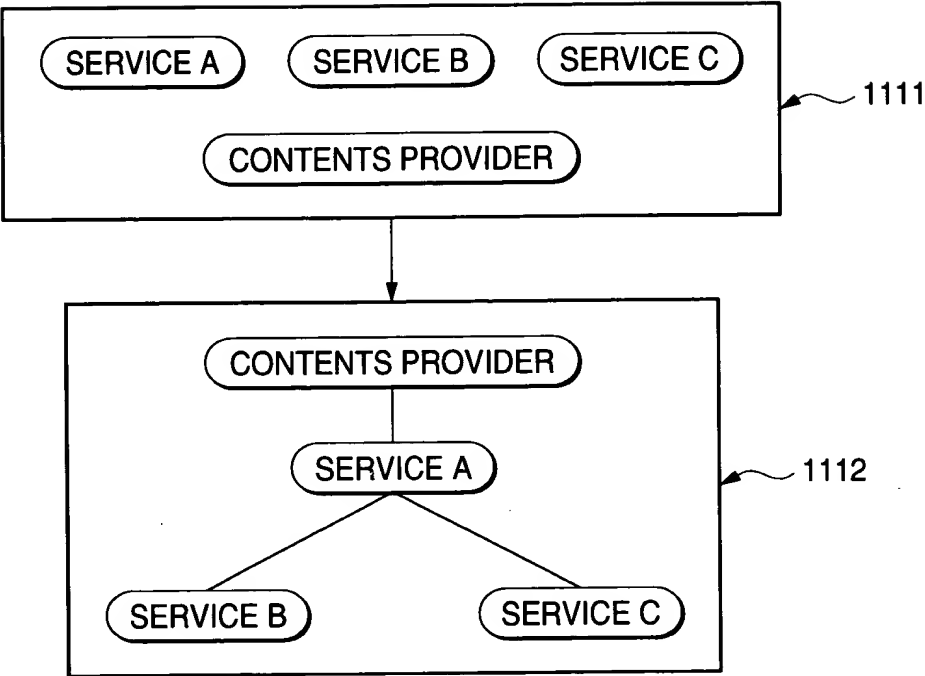 SERVICE A
SERVICE B
SERVICE C
1111
CONTENTS PROVIDER
CONTENTS PROVIDER
SERVICE A
1112
SERVICE B
SERVICE C